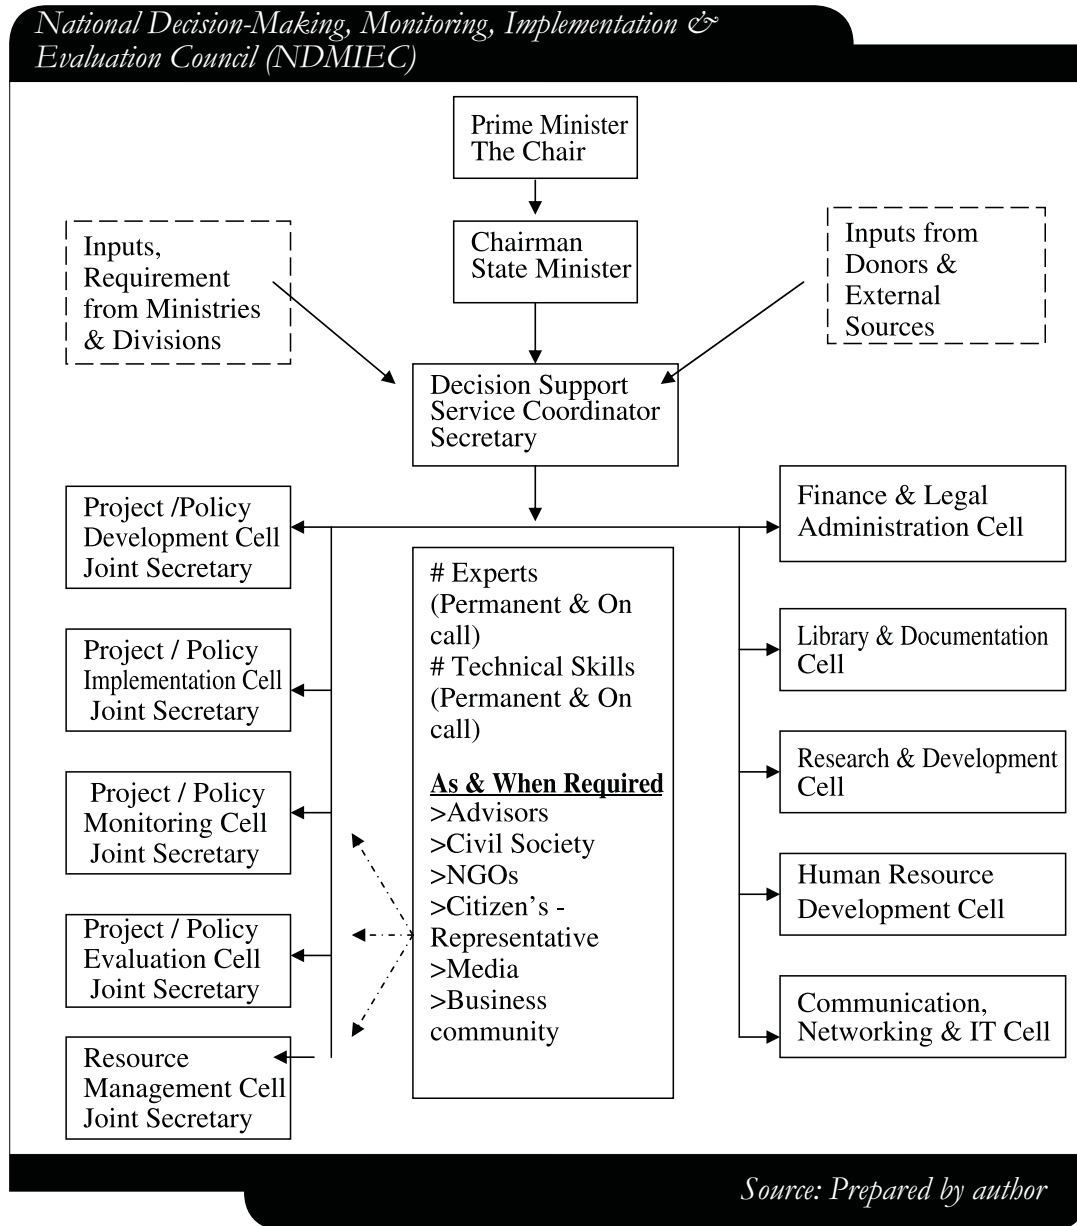 National Decision-Making, Monitoring, Implementation &
Evaluation Council (NDMIEC)
Prime Minister
The Chair
Chairman
State Minister
Inputs,
Requirement
from Ministries
& Divisions
Inputs from
Donors &
External
Sources
Decision Support
Service Coordinator
Secretary
Project /Policy
Development Cell
Joint Secretary
Project / Policy
Implementation Cell
Joint Secretary
Project / Policy
Monitoring Cell
Joint Secretary
Project / Policy
Evaluation Cell
Joint Secretary
Resource
Management Cell
Joint Secretary
# Experts
(Permanent & On
call)
# Technical Skills
(Permanent & On
call)
As & When Required
>Advisors
>Civil Society
>NGOs
>Citizen's -
Representative
>Media
>Business
community
Finance & Legal
Administration Cell
Library & Documentation
Cell
Research & Development
Cell
Human Resource
Development Cell
Communication,
Networking & IT Cell
Source: Prepared by author